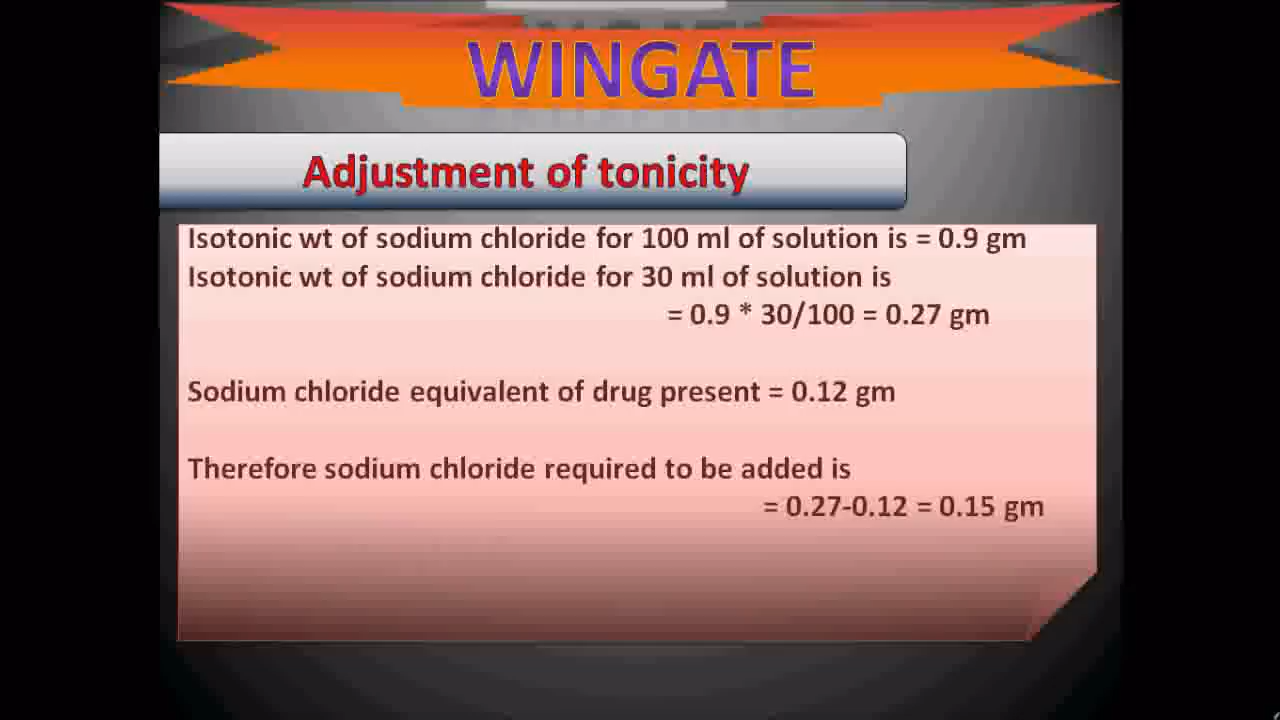 WINGATE
Adjustment of tonicity
Isotonic wt of sodium chloride for 100 ml of solution is = 0.9 gm
Isotonic wt of sodium chloride for 30 ml of solution is
= 0.9 * 30/100 = 0.27 gm
Sodium chloride equivalent of drug present = 0.12 gm
Therefore sodium chloride required to be added is
= 0.27-0.12 = 0.15 gm